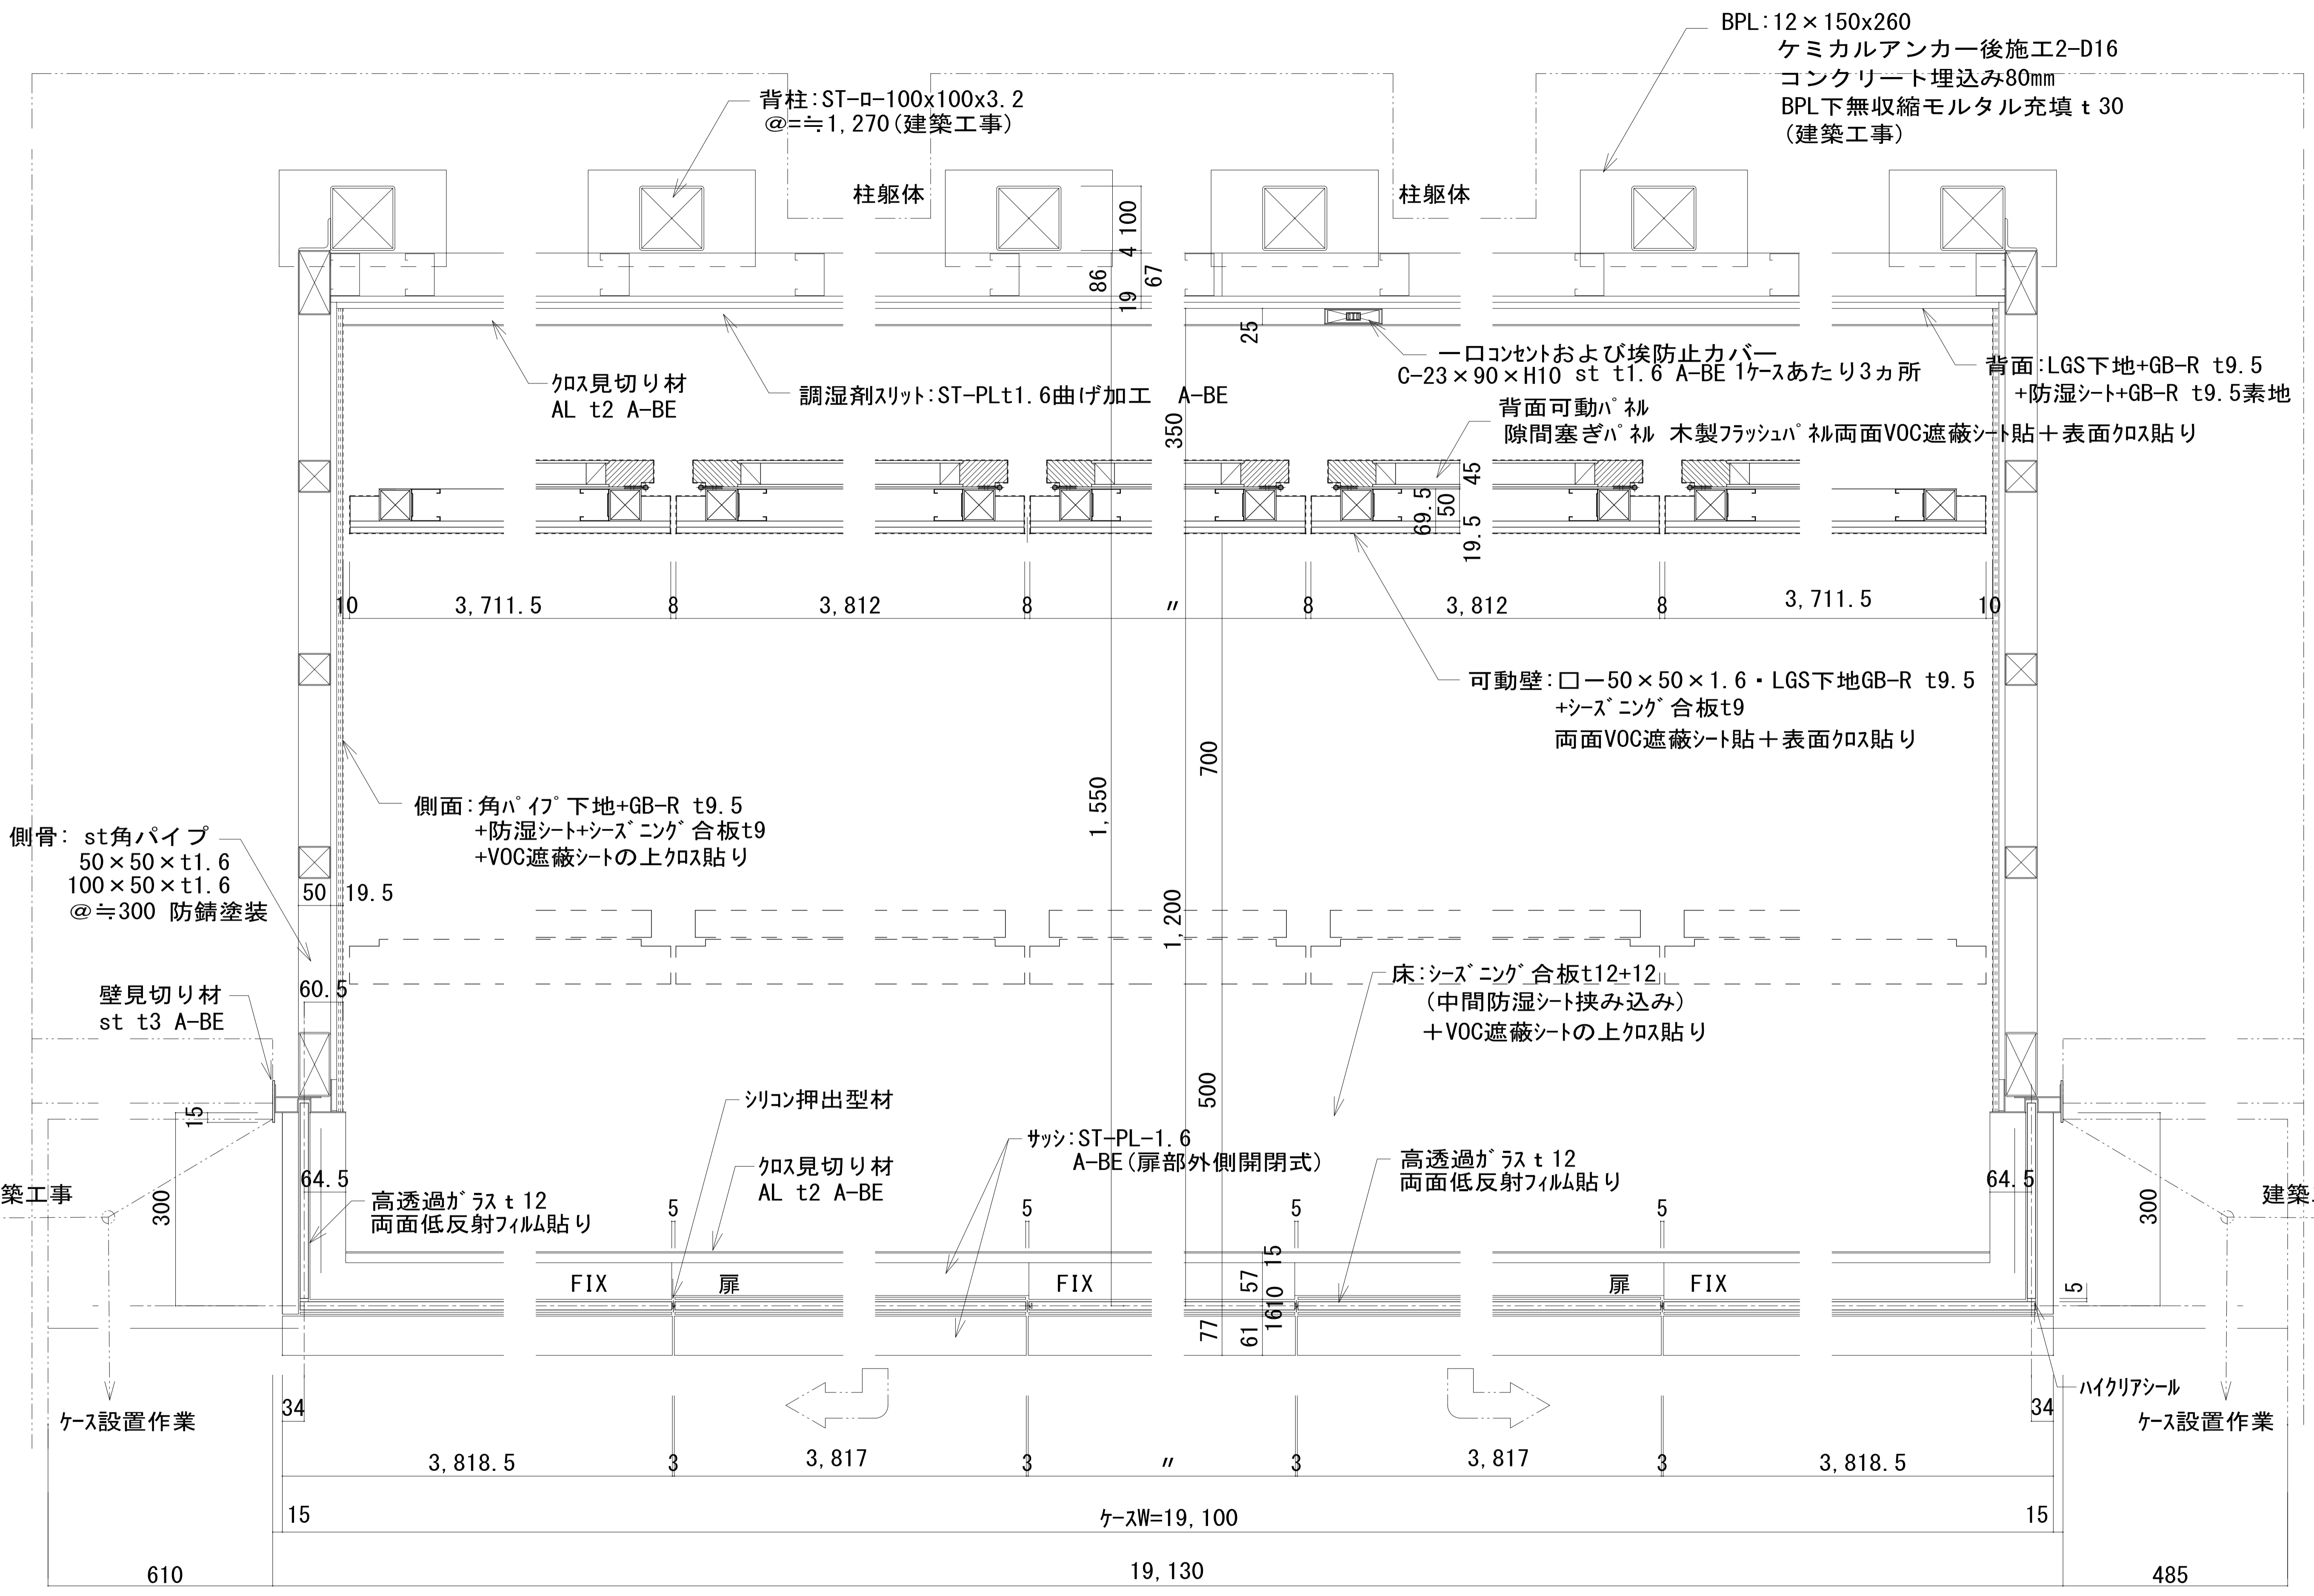 BPL:12×150x260
ケミカルアンカー後施工2-D16
コンクリート埋込み80mm
BPL下無収縮モルタル充填ｔ30
(建築工事)
背柱:ST-ロ-100x100x3.2
@=≒1,270(建築工事)
柱躯体
柱躯体
100
4
86
67
19
25
クロス見切り材
AL t2 A-BE
調湿剤スリット:ST-PLt1.6曲げ加工 A-BE
一口コンセントおよび埃防止カバー
C-23×90×H10 st t1.6 A-BE 1ケースあたり3ヵ所
背面:LGS下地+GB-R t9.5
+防湿シート+GB-R t9.5素地
背面可動パネル
隙間塞ぎパネル 木製フラッシュパネル両面VOC遮蔽シート貼＋表面クロス貼り
350
45
69.5
50
19.5
10
3,711.5
8
3,812
8
〃
8
3,812
8
3,711.5
10
可動壁:ロー50×50×1.6・LGS下地GB-R t9.5
+シーズニング合板t9
両面VOC遮蔽シート貼＋表面クロス貼り
700
1,550
側面:角パイプ下地+GB-R t9.5
+防湿シート+シーズニング合板t9
+VOC遮蔽シートの上クロス貼り
側骨: st角パイプ
50×50×t1.6
100×50×t1.6
@≒300 防錆塗装
50
19.5
1,200
60.5
壁見切り材
st t3 A-BE
床:シーズニング合板t12+12
(中間防湿シート挟み込み)
＋VOC遮蔽シートの上クロス貼り
500
シリコン押出型材
15
サッシ:ST-PL-1.6
A-BE(扉部外側開閉式)
クロス見切り材
AL t2 A-BE
高透過ガラスｔ12
両面低反射フィルム貼り
64.5
64.5
築工事
建築
300
300
高透過ガラスｔ12
両面低反射フィルム貼り
5
5
5
5
15
57
FIX
扉
FIX
扉
FIX
5
1610
77
61
ハイクリアシール
34
34
ケース設置作業
ケース設置作業
3,818.5
3
3,817
3
〃
3
3,817
3
3,818.5
15
ケースW=19,100
15
610
19,130
485